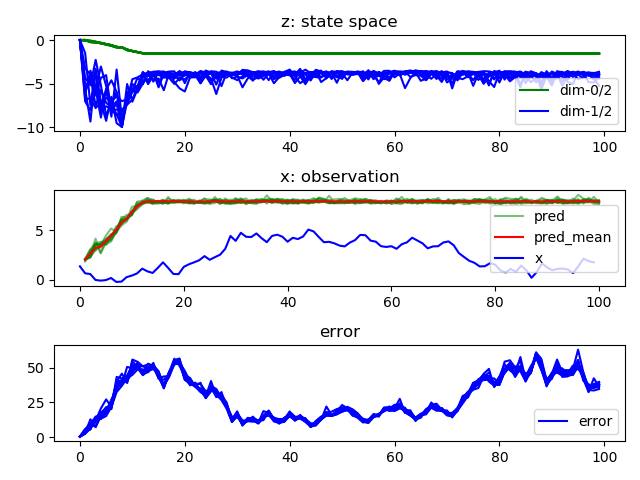 z: state space
0
−5
−10
dim-0/2
dim-1/2
0 20 40 60 80 100
x: observation
5
0
pred
pred_mean
x
0 20 40 60 80 100
error
50
25
0
error
0 20 40 60 80 100